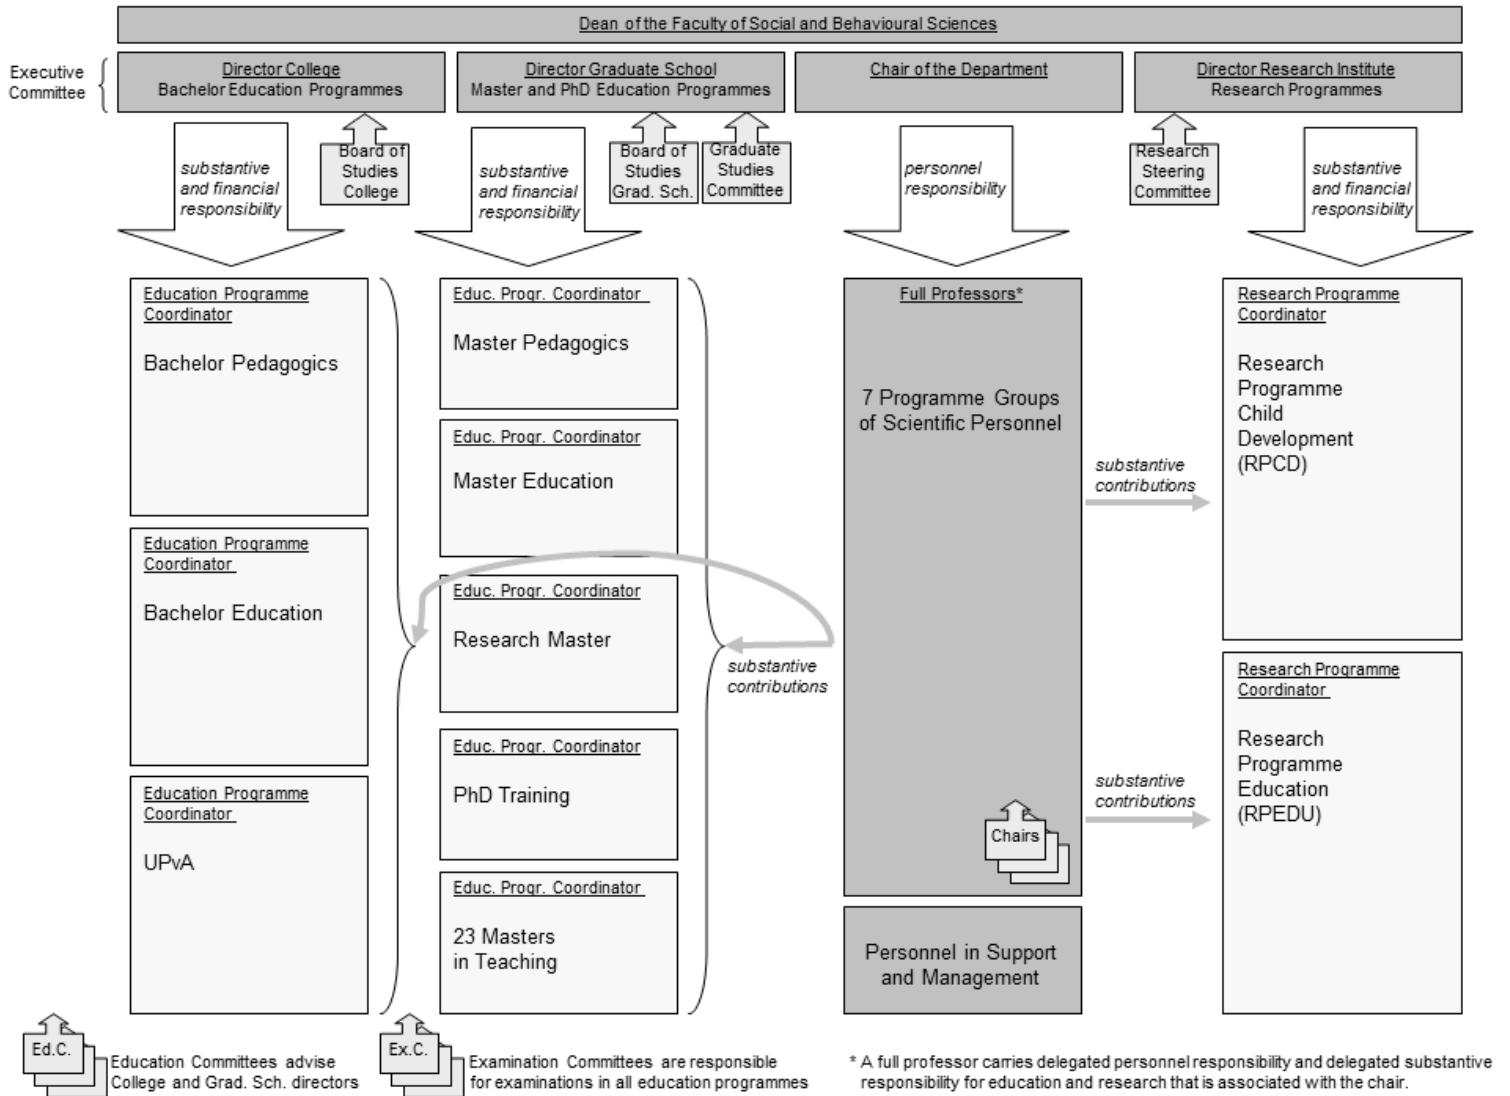 Dean of the Faculty of Social and Behavioural Sciences
Executive
Committee
Director College
Bachelor Education Programmes
Director Graduate School
Master and PhD Education Programmes
Chair of the Department
Director Research Institute
Research Programmes
substantive
and financial
responsibility
Board of
Studies
College
substantive
and financial
responsibility
Board of
Studies
Grad. Sch.
Graduate
Studies
Committee
personnel
responsibility
Research
Steering
Committee
substantive
and financial
responsibility
Education Programme
Coordinator
Bachelor Pedagogics
Education Programme
Coordinator
Bachelor Education
Education Programme
Coordinator
UPvA
Educ. Progr. Coordinator
Master Pedagogics
Educ. Progr. Coordinator
Master Education
Educ. Progr. Coordinator
Research Master
Educ. Progr. Coordinator
PhD Training
Educ. Progr. Coordinator
23 Masters
in Teaching
substantive
contributions
Full Professors*
7 Programme Groups
of Scientific Personnel
Chairs
Personnel in Support
and Management
substantive
contributions
substantive
contributions
Research Programme
Coordinator
Research
Programme
Child
Development
(RPCD)
Research Programme
Coordinator
Research
Programme
Education
(RPEDU)
Ed.C.
Education Committees advise
College and Grad. Sch. directors
Ex.C.
Examination Committees are responsible
for examinations in all education programmes
* A full professor carries delegated personnel responsibility and delegated substantive
responsibility for education and research that is associated with the chair.